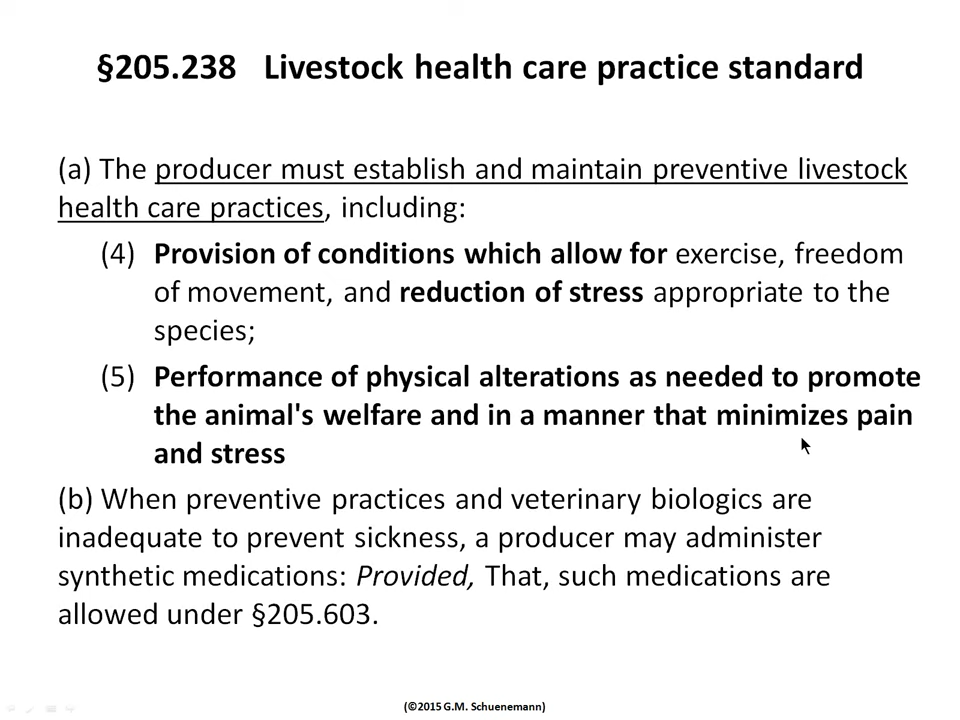 §205.238 Livestock health care practice standard
(a) The producer must establish and maintain preventive livestock
health care practices, including:
(4) Provision of conditions which allow for exercise, freedom
of movement, and reduction of stress appropriate to the
species;
(5) Performance of physical alterations as needed to promote
the animal's welfare and in a manner that minimizes pain
and stress
(b) When preventive practices and veterinary biologics are
inadequate to prevent sickness, a producer may administer
synthetic medications: Provided, That, such medications are
allowed under §205.603.
(©2015 G.M. Schuenemann)